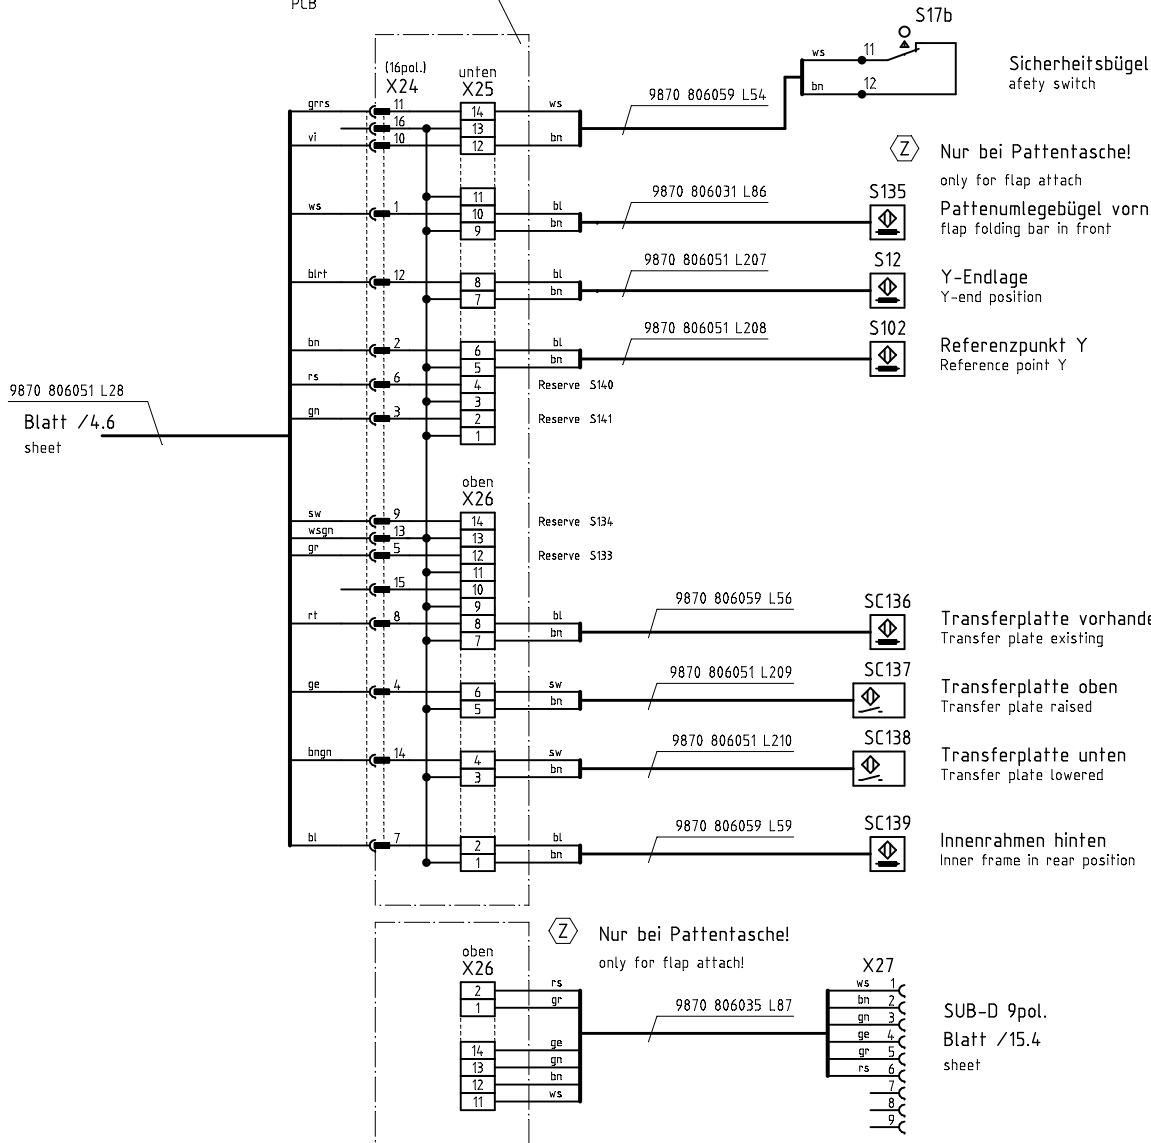 PCB
S17b
(16pol.)
X24
unten
X25
ws
11
bn
12
Sicherheitsbügel
afety switch
9870 806059 L54
grrs
11
14
ws
16
13
vi
10
12
bn
Z
Nur bei Pattentasche!
only for flap attach
11
9870 806031 L86
S135
Pattenumlegebügel vorn
flap folding bar in front
ws
1
10
bl
9
bn
9870 806051 L207
S12
Y-Endlage
Y-end position
blrt
12
8
bl
7
bn
9870 806051 L208
S102
Referenzpunkt Y
Reference point Y
bn
2
6
bl
5
bn
rs
6
4
Reserve S140
3
gn
3
2
Reserve S141
1
9870 806051 L28
Blatt /4.6
sheet
oben
X26
sw
9
14
Reserve S134
wsgn
13
13
gr
5
12
Reserve S133
11
15
10
9
9870 806059 L56
SC136
Transferplatte vorhande
Transfer plate existing
rt
8
8
bl
7
bn
9870 806051 L209
SC137
Transferplatte oben
Transfer plate raised
ge
4
6
sw
5
bn
9870 806051 L210
SC138
Transferplatte unten
Transfer plate lowered
bngn
14
4
sw
3
bn
9870 806059 L59
SC139
Innenrahmen hinten
Inner frame in rear position
bl
7
2
bl
1
bn
Z
Nur bei Pattentasche!
only for flap attach!
oben
X26
2
rs
1
gr
14
ge
13
gn
12
bn
11
ws
9870 806035 L87
X27
ws 1
bn 2
gn 3
ge 4
gr 5
rs 6
7
8
9
SUB-D 9pol.
Blatt /15.4
sheet